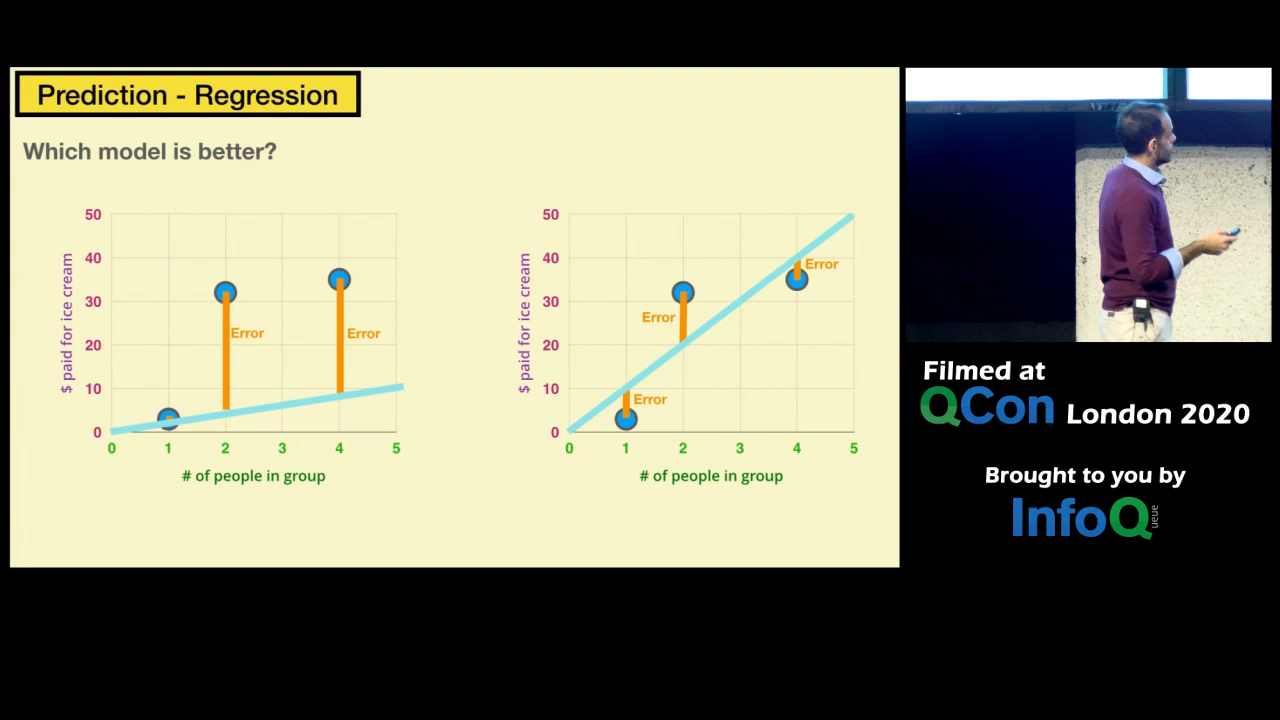 Prediction - Regression
Which model is better?
$ paid for ice cream
50
40
30
20
10
0
Error
Error
0 1 2 3 4 5
# of people in group
$ paid for ice cream
50
40
30
20
10
0
Error
Error
Error
0 1 2 3 4 5
# of people in group
Filmed at
QCon London 2020
Brought to you by
InfoQueue